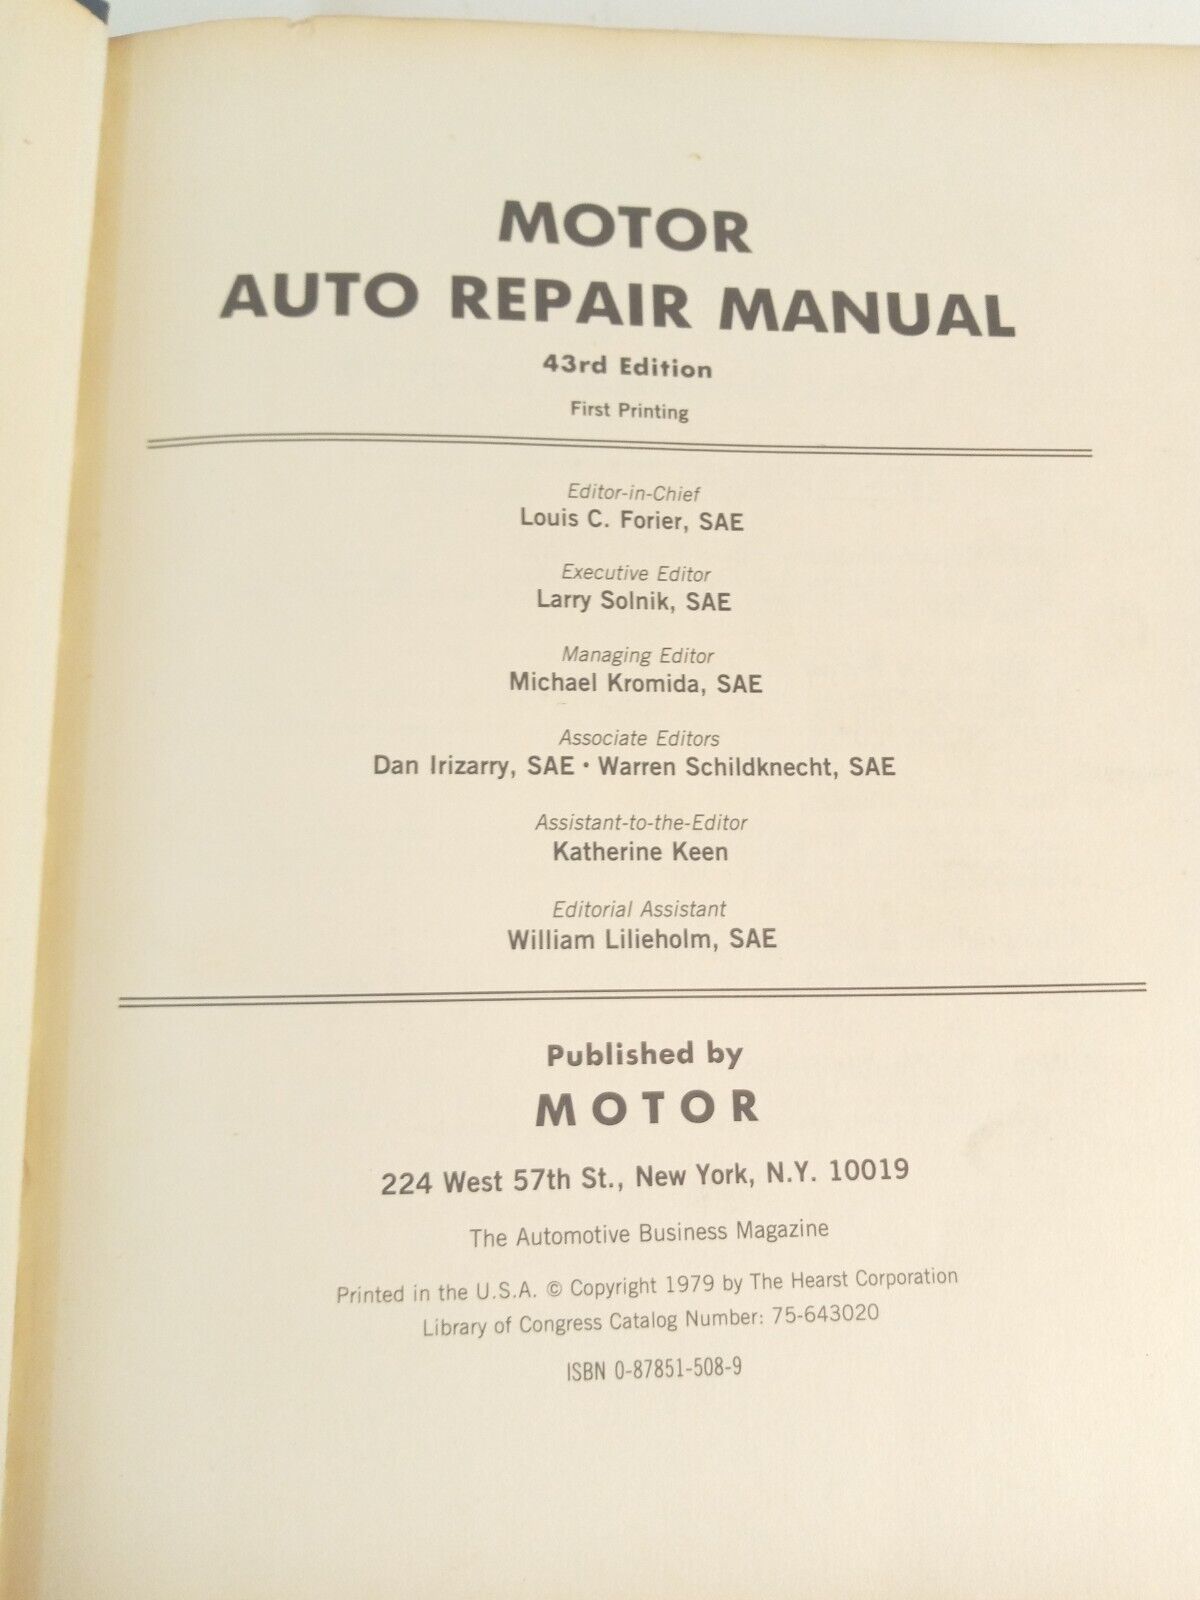 MOTOR
AUTO REPAIR MANUAL
43rd Edition
First Printing
Editor-in-Chief
Louis C. Forier, SAE
Executive Editor
Larry Solnik, SAE
Managing Editor
Michael Kromida, SAE
Associate Editors
Dan Irizarry, SAE • Warren Schildknecht, SAE
Assistant-to-the-Editor
Katherine Keen
Editorial Assistant
William Lilieholm, SAE
Published by
MOTOR
224 West 57th St., New York, N.Y. 10019
The Automotive Business Magazine
Printed in the U.S.A. © Copyright 1979 by The Hearst Corporation
Library of Congress Catalog Number: 75-643020
ISBN 0-87851-508-9